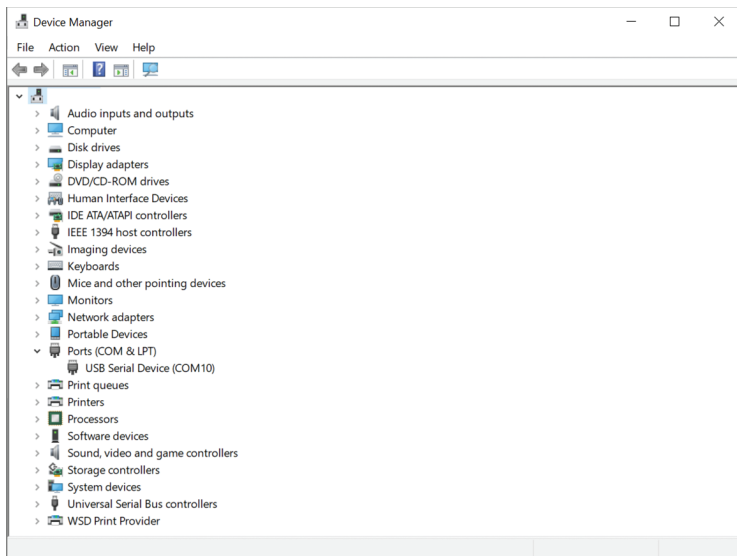 Device Manager
File Action View Help
Audio inputs and outputs
Computer
Disk drives
Display adapters
DVD/CD-ROM drives
Human Interface Devices
IDE ATA/ATAPI controllers
IEEE 1394 host controllers
Imaging devices
Keyboards
Mice and other pointing devices
Monitors
Network adapters
Portable Devices
Ports (COM & LPT)
USB Serial Device (COM10)
Print queues
Printers
Processors
Software devices
Sound, video and game controllers
Storage controllers
System devices
Universal Serial Bus controllers
WSD Print Provider